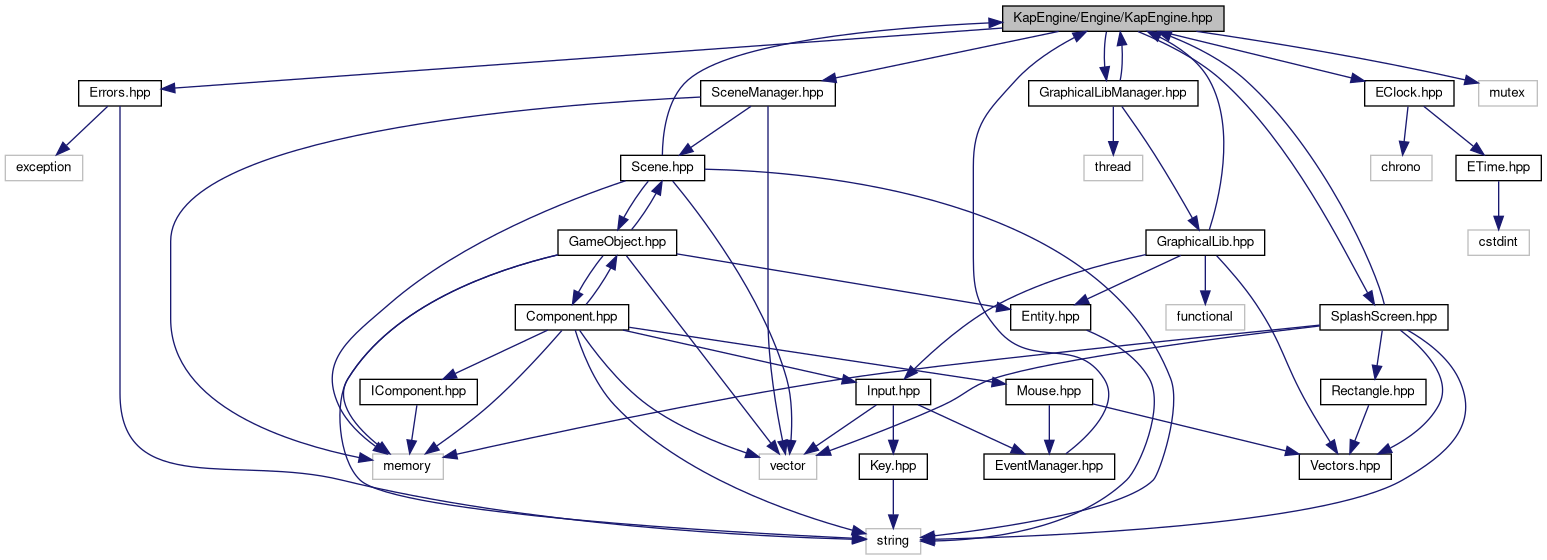 KapEngine/Engine/KapEngine.hpp
Errors.hpp
SceneManager.hpp
GraphicalLibManager.hpp
EClock.hpp
mutex
exception
Scene.hpp
thread
chrono
ETime.hpp
GameObject.hpp
GraphicalLib.hpp
cstdint
Component.hpp
Entity.hpp
functional
SplashScreen.hpp
IComponent.hpp
Input.hpp
Mouse.hpp
Rectangle.hpp
memory
vector
Key.hpp
EventManager.hpp
Vectors.hpp
string